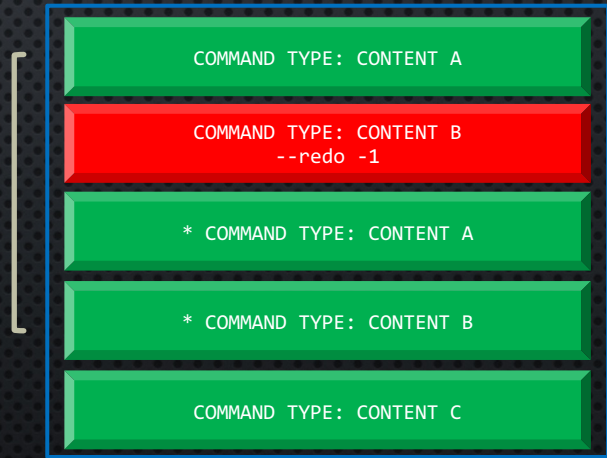 COMMAND TYPE: CONTENT A
COMMAND TYPE: CONTENT B
--redo -1
* COMMAND TYPE: CONTENT A
* COMMAND TYPE: CONTENT B
COMMAND TYPE: CONTENT C